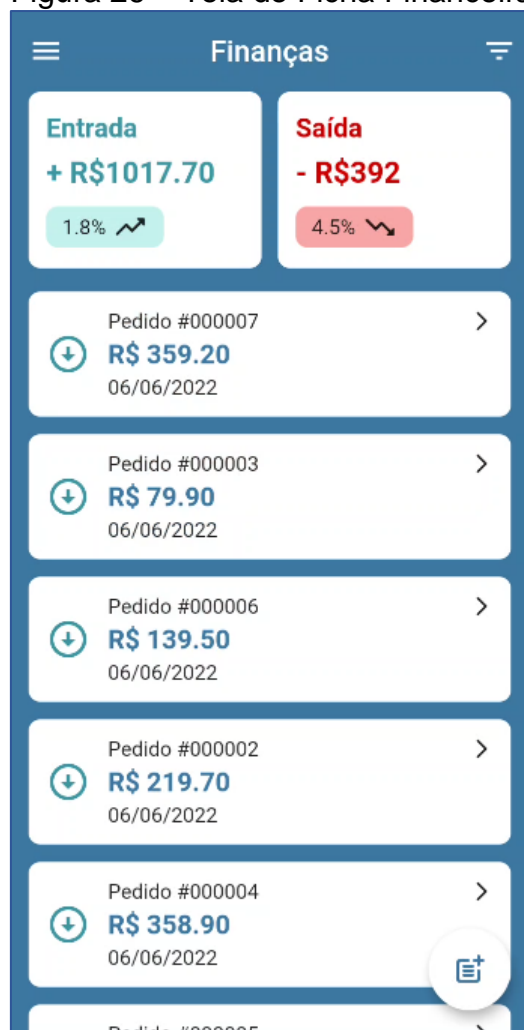 Finanças
Entrada
+ R$1017.70
1.8%
Saída
- R$392
4.5%
Pedido #000007
R$ 359.20
06/06/2022
Pedido #000003
R$ 79.90
06/06/2022
Pedido #000006
R$ 139.50
06/06/2022
Pedido #000002
R$ 219.70
06/06/2022
Pedido #000004
R$ 358.90
06/06/2022